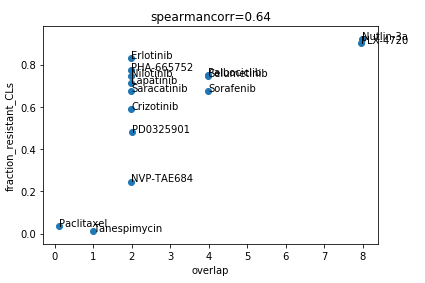 spearmancorr=0.64
fraction_resistant_CLs
0.8
0.6
0.4
0.2
0.0
Nutlin-3a
PLX-4720
Erlotinib
PHA-665752
Nilotinib
Lapatinib
Saracatinib
Palbociclib
Selumetinib
Sorafenib
Crizotinib
PD0325901
NVP-TAE684
Paclitaxel
Tanespimycin
0 1 2 3 4 5 6 7 8
overlap